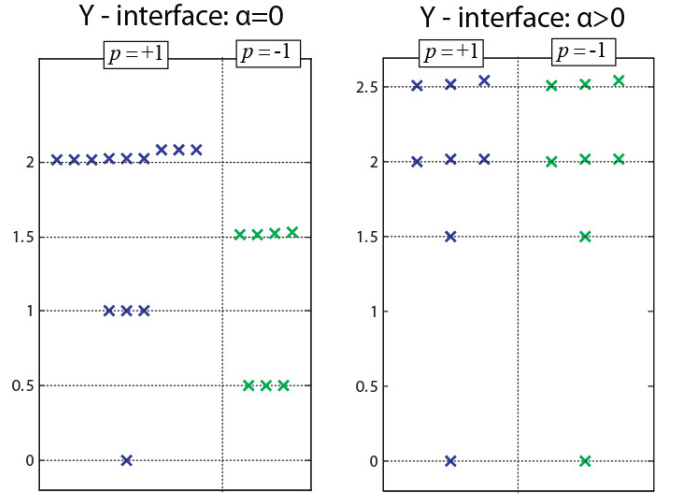 Y - interface: α=0
p = +1
p = -1
2
1.5
1
0.5
0
Y - interface: α>0
p = +1
p = -1
2.5
2
1.5
1
0.5
0